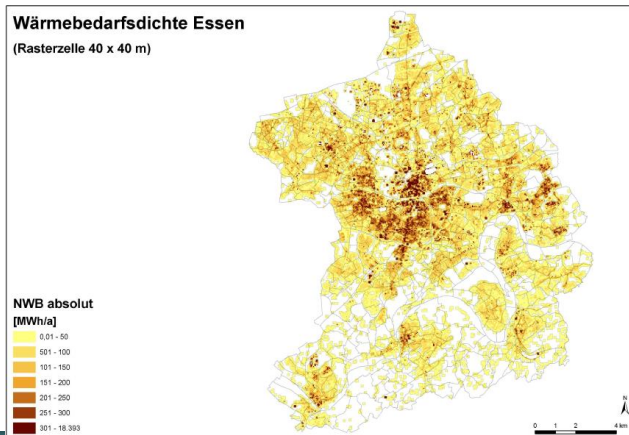 Wärmebedarfsdichte Essen
(Rasterzelle 40 x 40 m)
NWB absolut
[MWh/a]
0,01 - 50
501 - 100
101 - 150
151 - 200
201 - 250
251 - 300
301 - 18.393
N
0 1 2 4 km